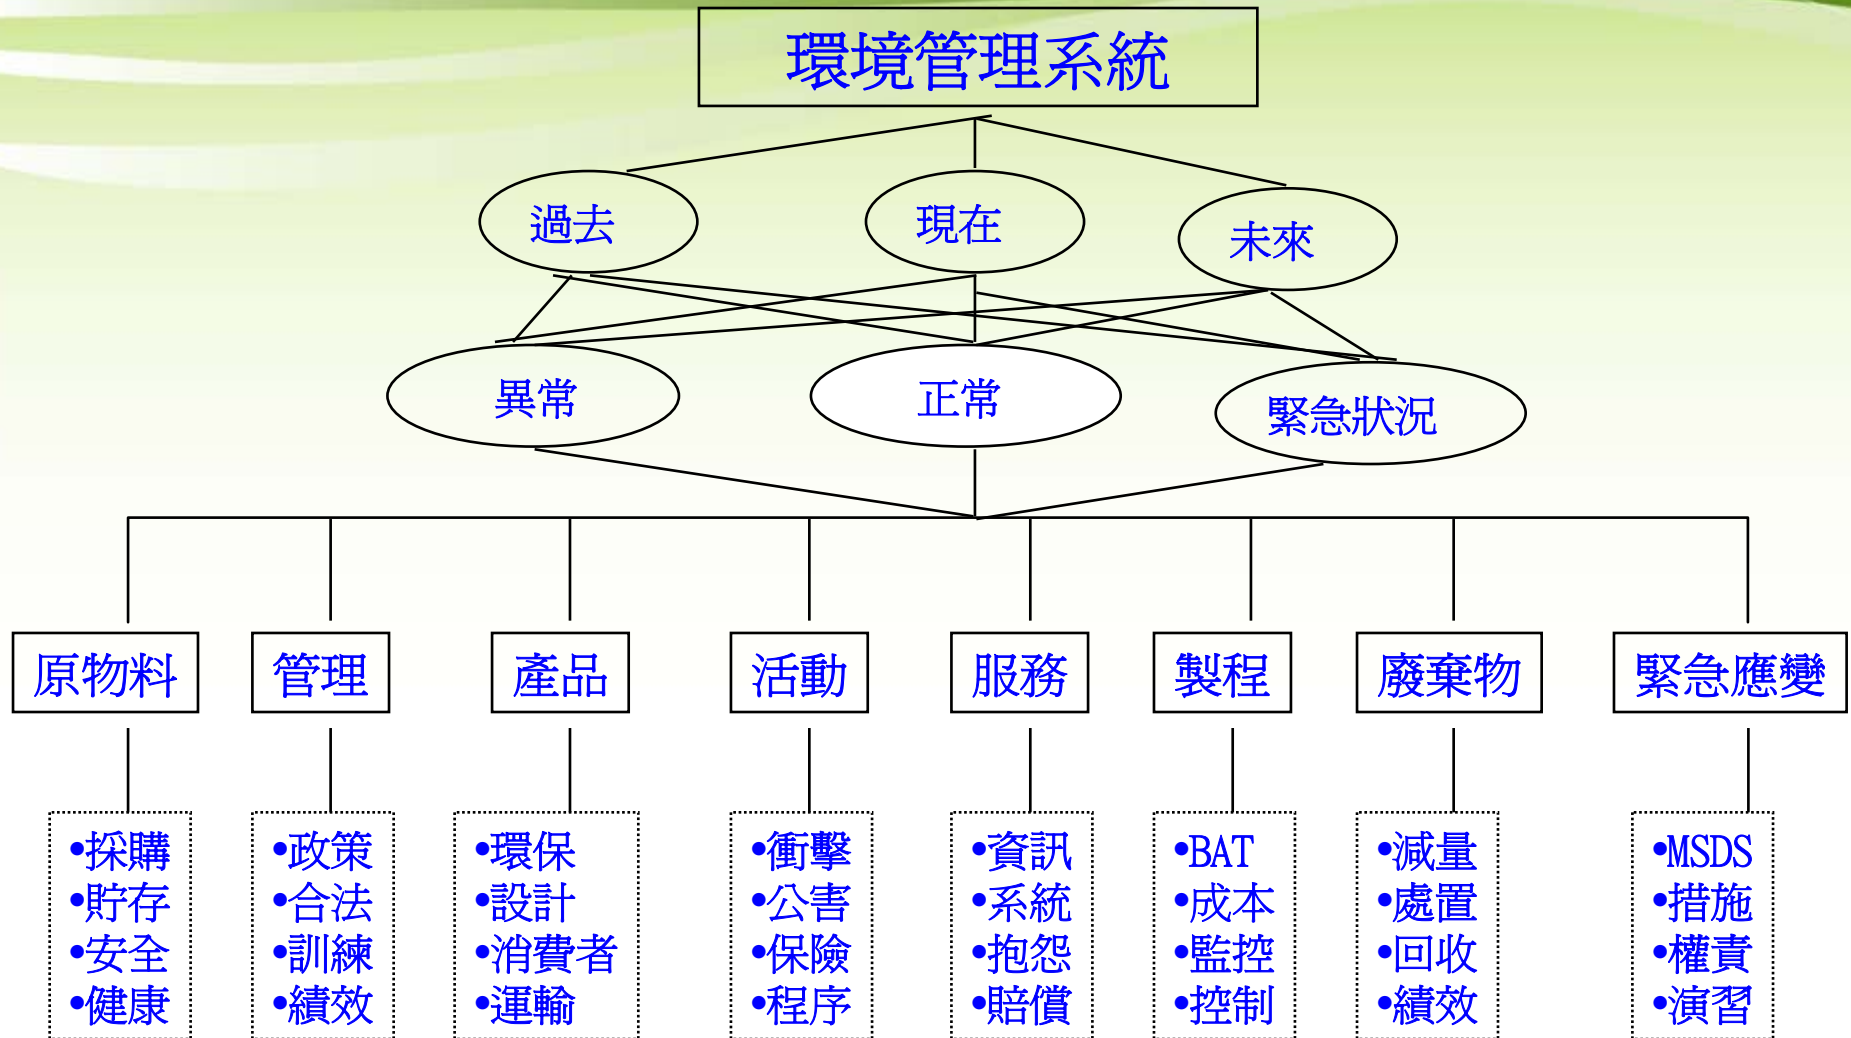 環境管理系統
過去
現在
未來
異常
正常
緊急狀況
原物料
管理
產品
活動
服務
製程
廢棄物
緊急應變
•採購
•貯存
•安全
•健康
•政策
•合法
•訓練
•績效
•環保
•設計
•消費者
•運輸
•衝擊
•公害
•保險
•程序
•資訊
•系統
•抱怨
•賠償
•BAT
•成本
•監控
•控制
•減量
•處置
•回收
•績效
•MSDS
•措施
•權責
•演習